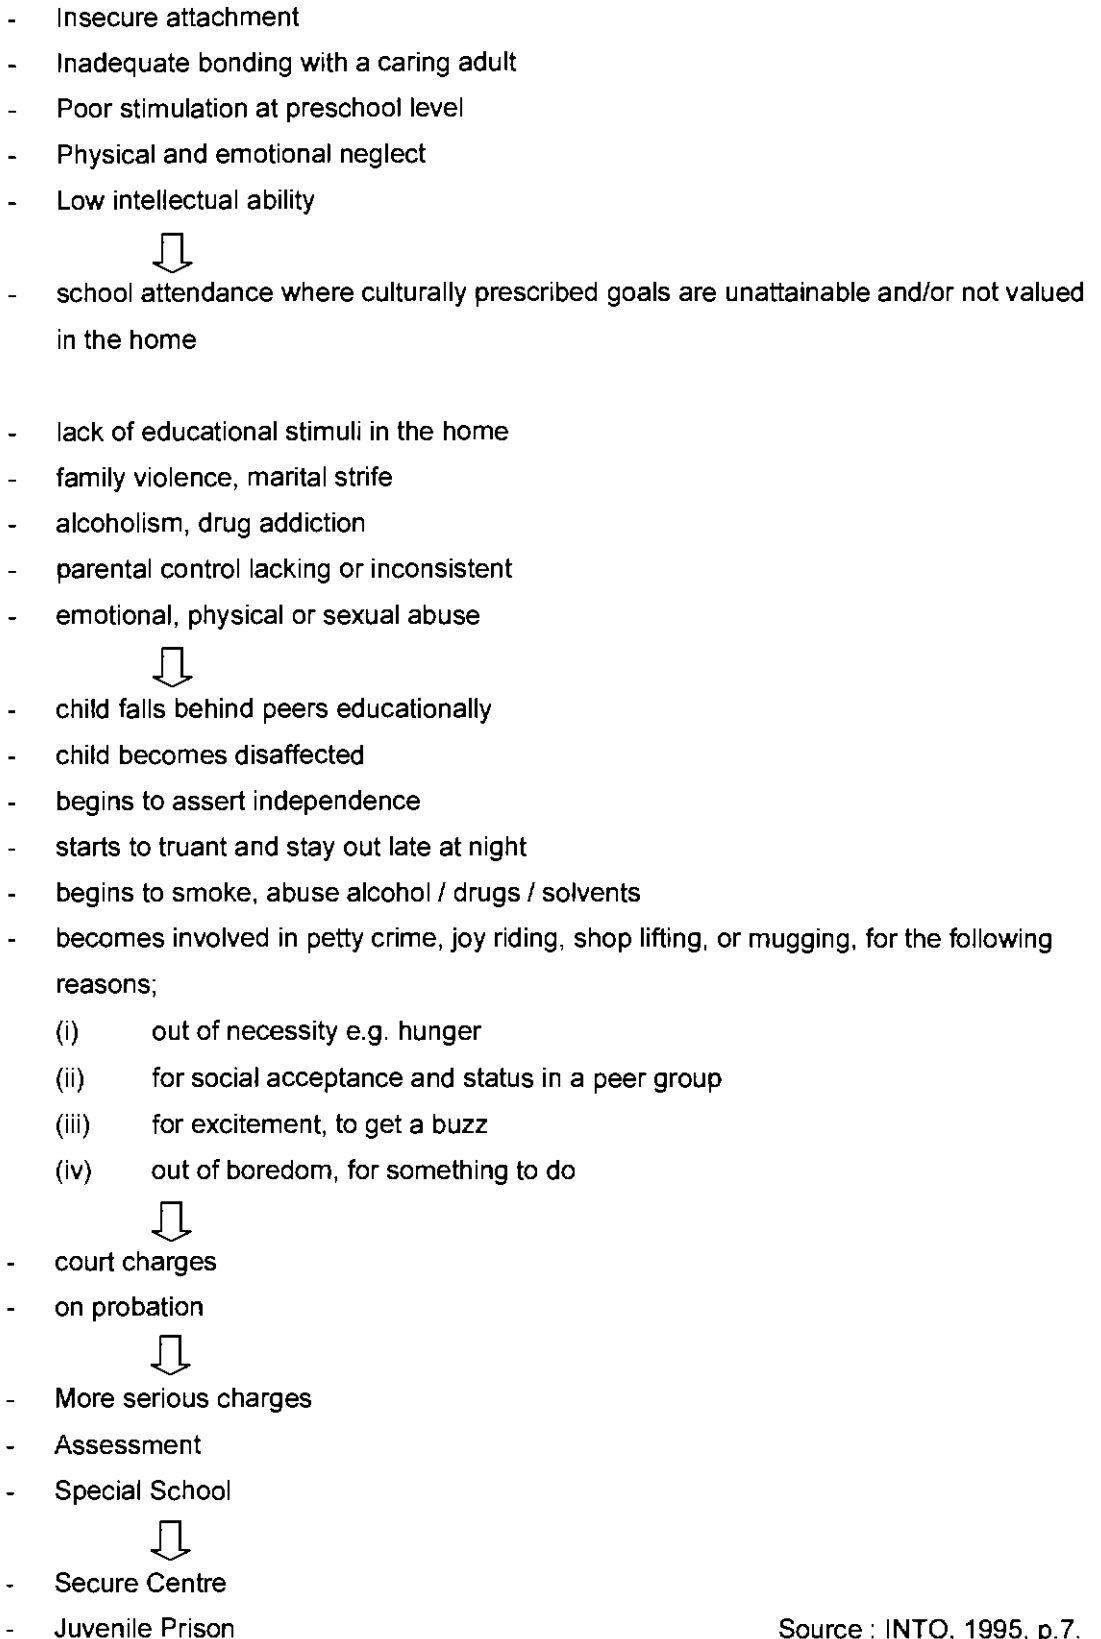 - Insecure attachment
- Inadequate bonding with a caring adult
- Poor stimulation at preschool level
- Physical and emotional neglect
- Low intellectual ability
- school attendance where culturally prescribed goals are unattainable and/or not valued
in the home
- lack of educational stimuli in the home
- family violence, marital strife
- alcoholism, drug addiction
- parental control lacking or inconsistent
- emotional, physical or sexual abuse
- child falls behind peers educationally
- child becomes disaffected
- begins to assert independence
- starts to truant and stay out late at night
- begins to smoke, abuse alcohol / drugs / solvents
- becomes involved in petty crime, joy riding, shop lifting, or mugging, for the following
reasons;
(i) out of necessity e.g. hunger
(ii) for social acceptance and status in a peer group
(iii) for excitement, to get a buzz
(iv) out of boredom, for something to do
- court charges
- on probation
- More serious charges
- Assessment
- Special School
- Secure Centre
- Juvenile Prison Source : INTO, 1995, p.7.